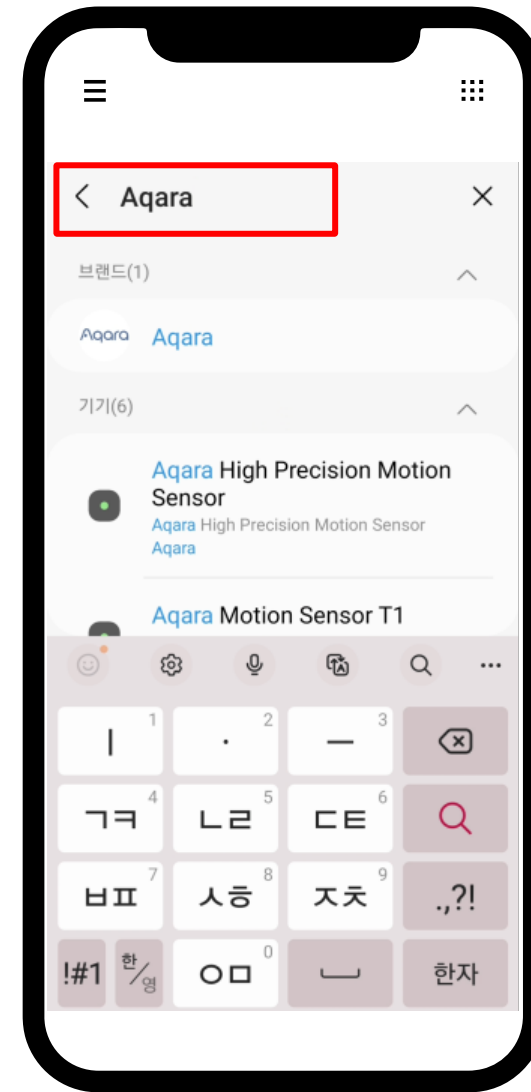 Aqara
브랜드(1)
Aqara Aqara
기기(6)
Aqara High Precision Motion
Sensor
Aqara High Precision Motion Sensor
Aqara
Aqara Motion Sensor T1
ㅣ 1 · 2 ㅡ 3
ㄱㅋ 4 ㄴㄹ 5 ㄷㅌ 6
ㅂㅍ 7 ㅅㅎ 8 ㅈㅊ 9 .,?!
!#1 한/영 ㅇㅁ 0 한자